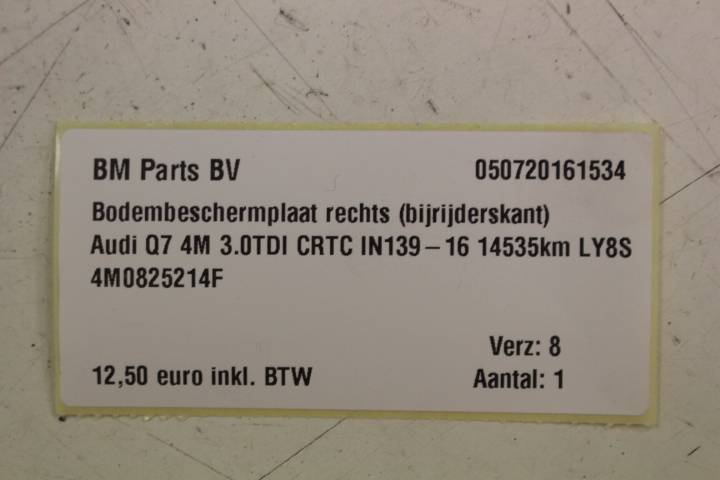 BM Parts BV 050720161534
Bodembeschermplaat rechts (bijrijderskant)
Audi Q7 4M 3.0TDI CRTC IN139-16 14535km LY8S
4M0825214F
Verz: 8
12,50 euro inkl. BTW Aantal: 1